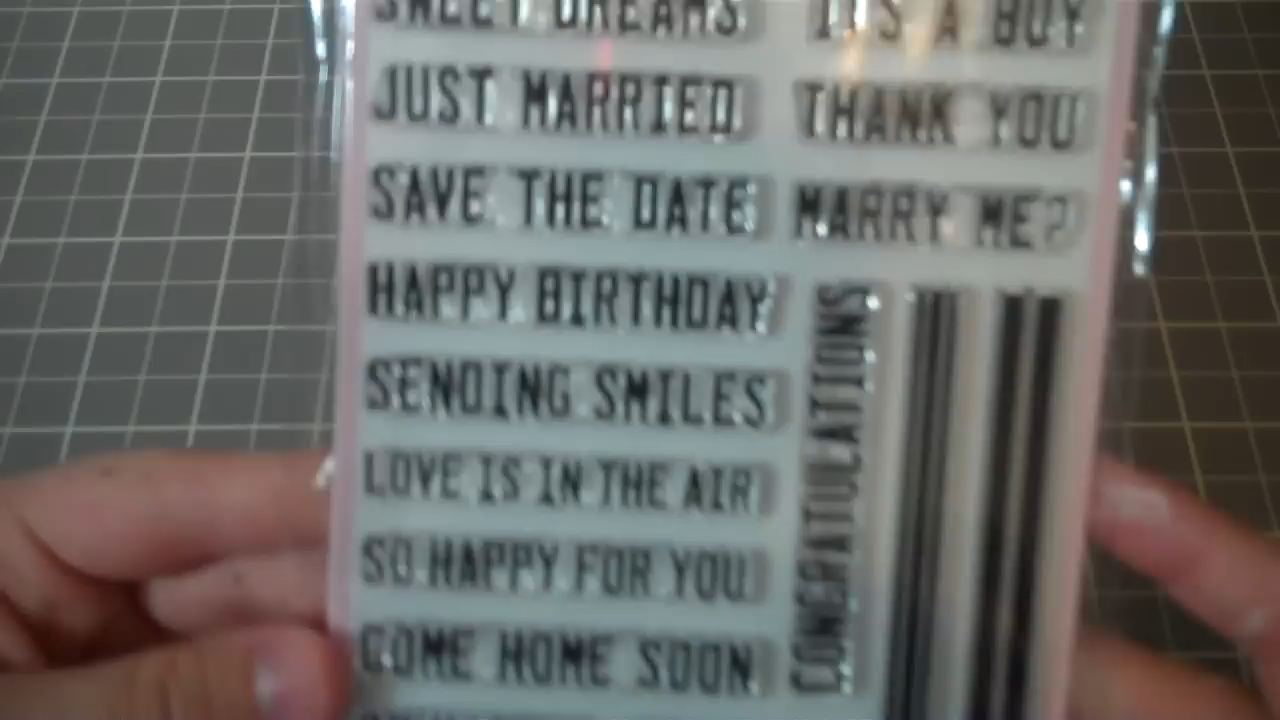 SWEET DREAMS
IT'S A BOY
JUST MARRIED
THANK YOU
SAVE THE DATE
MARRY ME?
HAPPY BIRTHDAY
SENDING SMILES
LOVE IS IN THE AIR
SO HAPPY FOR YOU
COME HOME SOON
CONGRATULATIONS